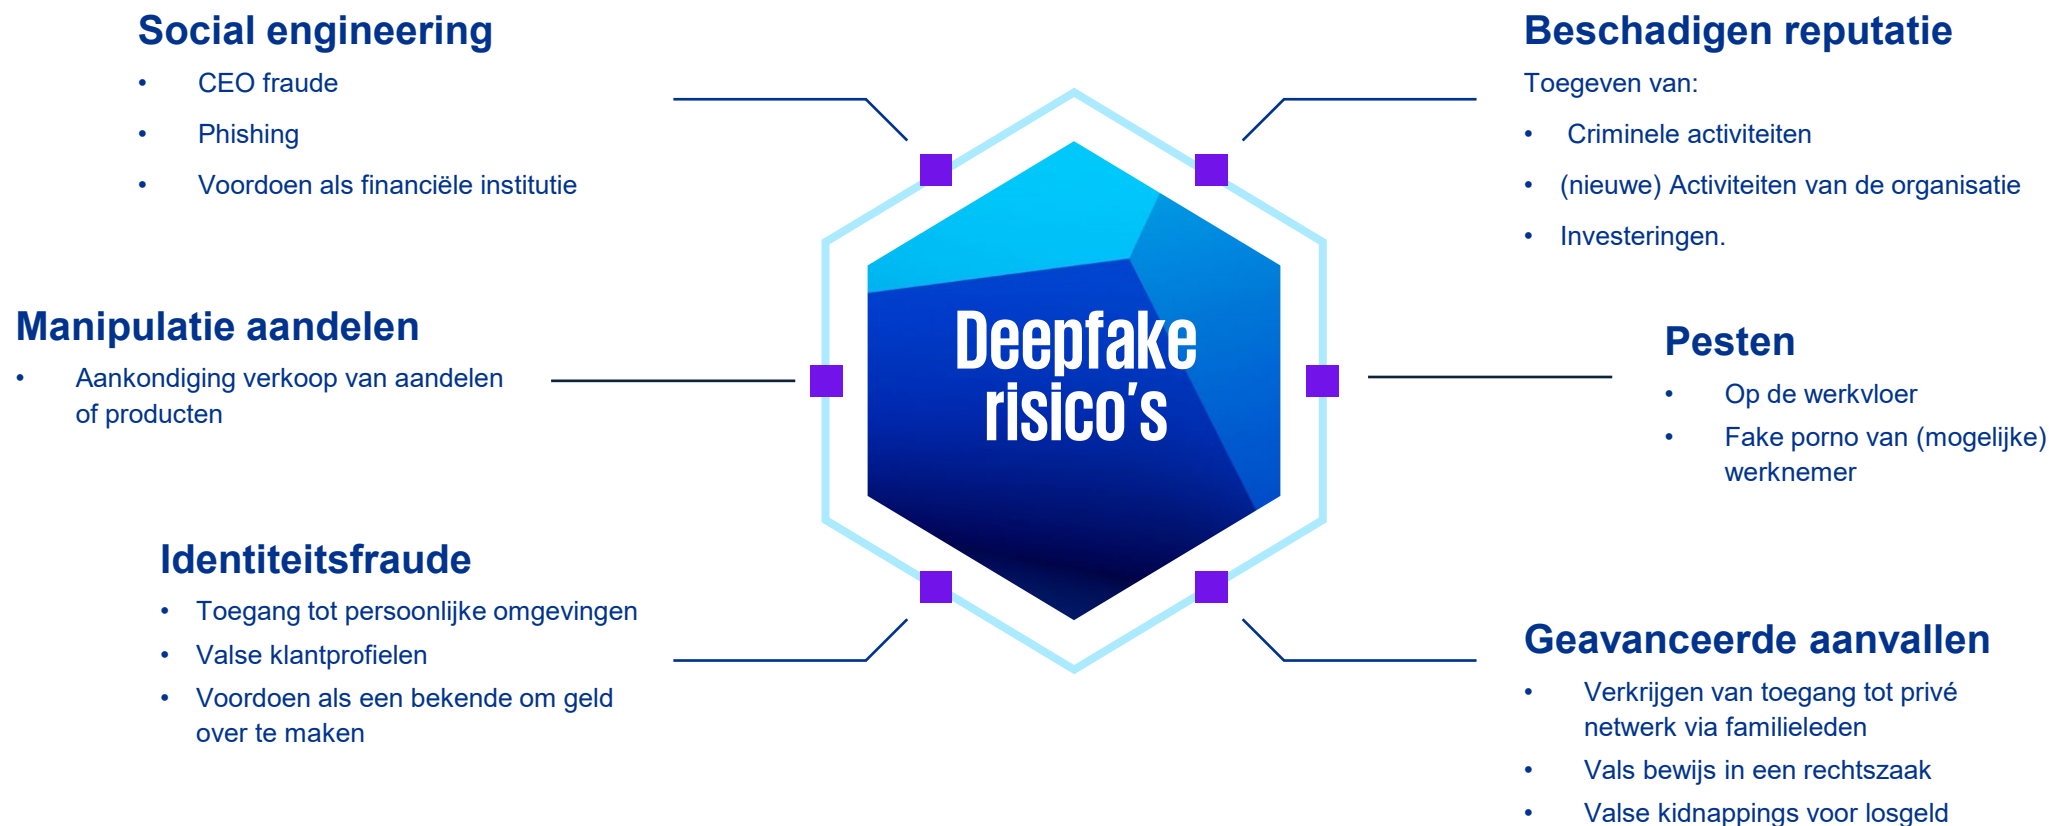 Social engineering
• CEO fraude
• Phishing
• Voordoen als financiële institutie
Manipulatie aandelen
• Aankondiging verkoop van aandelen
of producten
Identiteitsfraude
• Toegang tot persoonlijke omgevingen
• Valse klantprofielen
• Voordoen als een bekende om geld
over te maken
Deepfake
risico's
Beschadigen reputatie
Toegeven van:
• Criminele activiteiten
• (nieuwe) Activiteiten van de organisatie
• Investeringen.
Pesten
• Op de werkvloer
• Fake porno van (mogelijke)
werknemer
Geavanceerde aanvallen
• Verkrijgen van toegang tot privé
netwerk via familieleden
• Vals bewijs in een rechtszaak
• Valse kidnappings voor losgeld